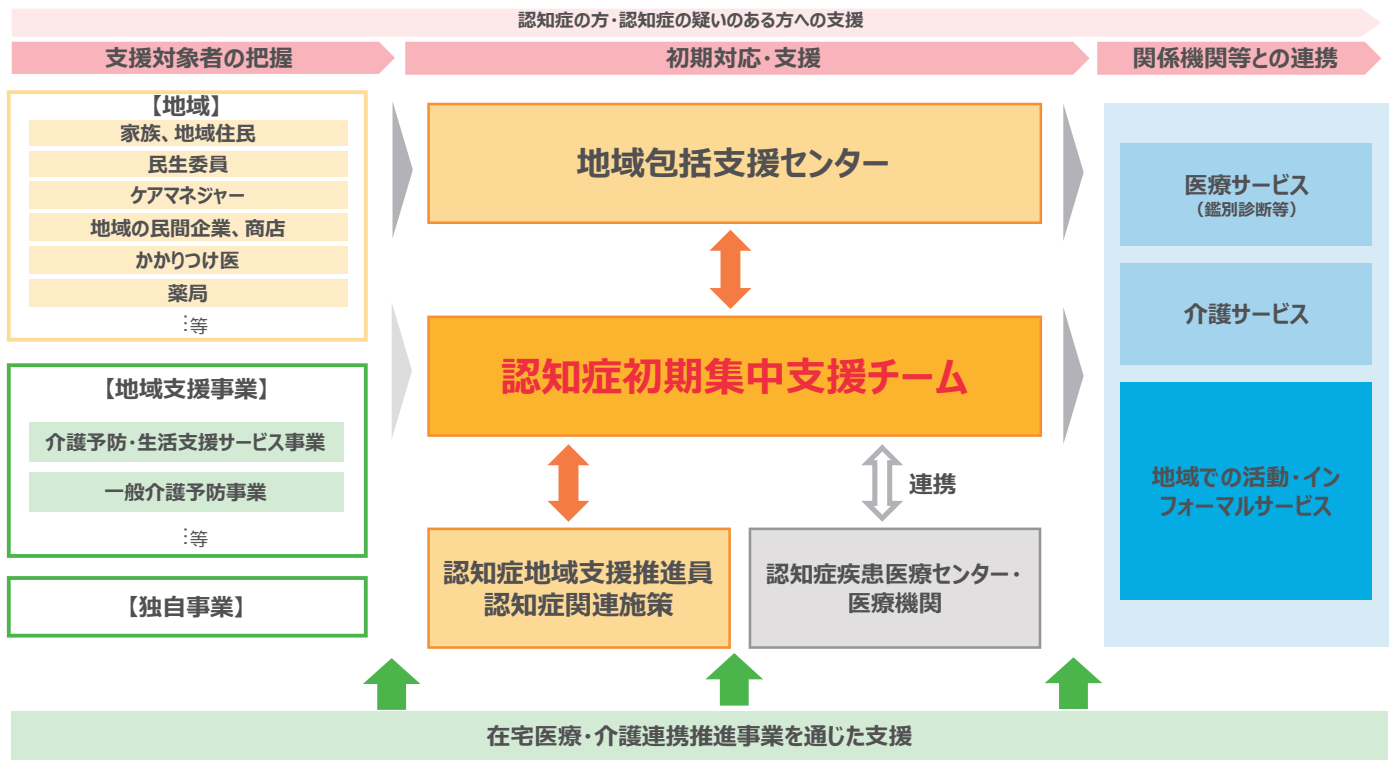 認知症の方・認知症の疑いのある方への支援
支援対象者の把握
初期対応・支援
関係機関等との連携
【地域】
家族、地域住民
民生委員
ケアマネジャー
地域の民間企業、商店
かかりつけ医
薬局
…等
【地域支援事業】
介護予防・生活支援サービス事業
一般介護予防事業
…等
【独自事業】
地域包括支援センター
認知症初期集中支援チーム
連携
認知症地域支援推進員
認知症関連施策
認知症疾患医療センター・
医療機関
医療サービス
（鑑別診断等）
介護サービス
地域での活動・イン
フォーマルサービス
在宅医療・介護連携推進事業を通じた支援